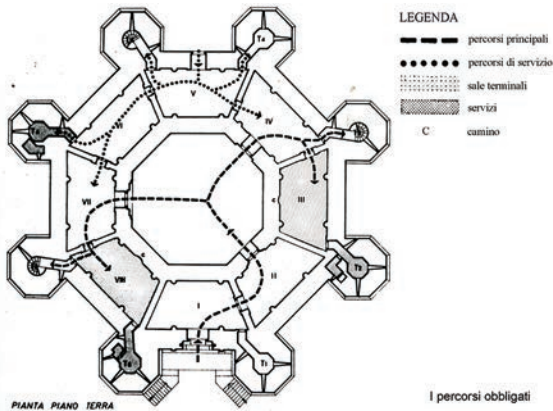 LEGENDA
percorsi principali
percorsi di servizio
sale terminali
servizi
C camino
T4
V
IV
VI
VII
c
III
c
VIII
II
T2
I
T1
PIANTA PIANO TERRA
I percorsi obbligati